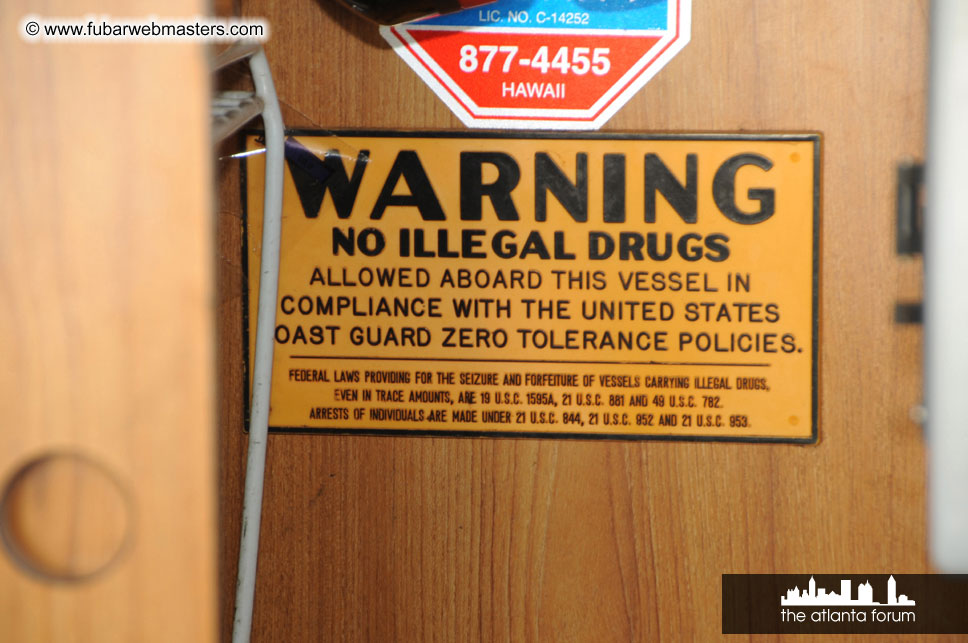 © www.fubarwebmasters.com
LIC. NO. C-14252
877-4455
HAWAII
WARNING
NO ILLEGAL DRUGS
ALLOWED ABOARD THIS VESSEL IN
COMPLIANCE WITH THE UNITED STATES
OAST GUARD ZERO TOLERANCE POLICIES.
FEDERAL LAWS PROVIDING FOR THE SEIZURE AND FORFEITURE OF VESSELS CARRYING ILLEGAL DRUGS,
EVEN IN TRACE AMOUNTS, ARE 19 U.S.C. 1595A, 21 U.S.C. 881 AND 49 U.S.C. 782.
ARRESTS OF INDIVIDUALS ARE MADE UNDER 21 U.S.C. 844, 21 U.S.C. 952 AND 21 U.S.C. 953.
the atlanta forum